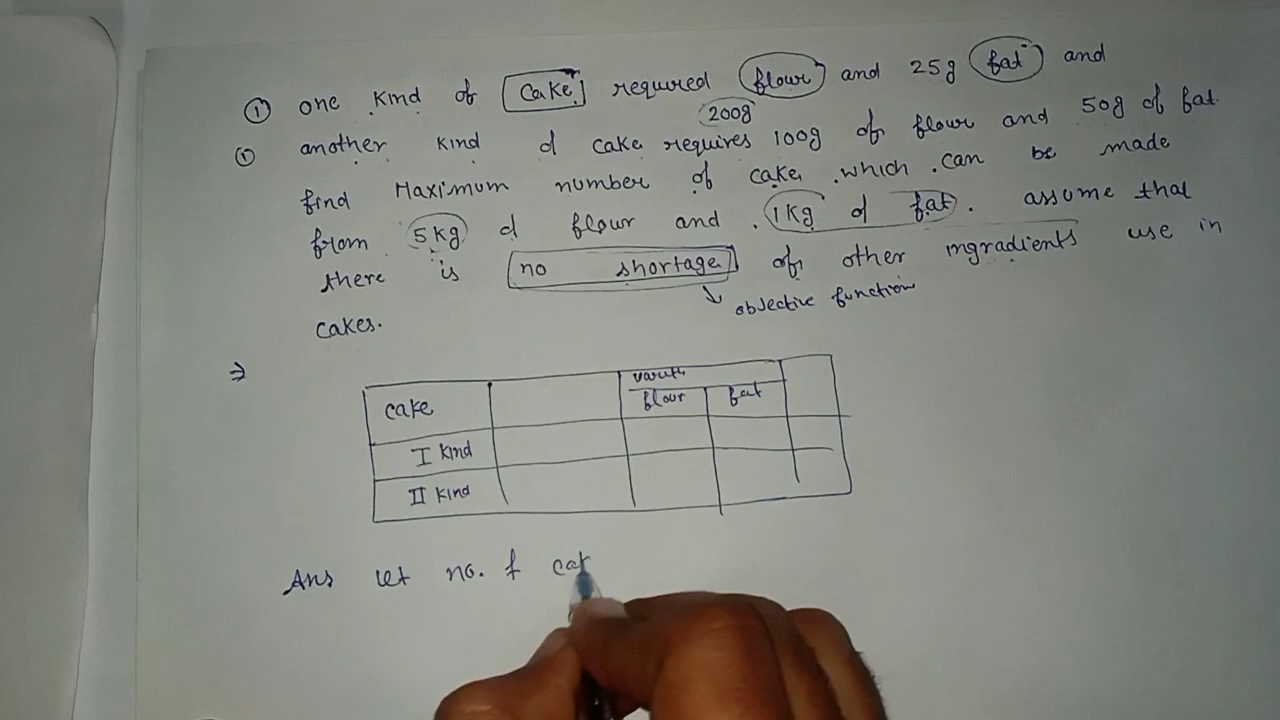 ① one kind of cake required flour and 25g fat and
200g
① another kind of cake requires 100g of flour and 50g of fat.
find Maximum number of cake which can be made
from 5kg of flour and 1kg of fat. assume that
there is no shortage of other ingradients use in
cakes.
↳ objective function
⇒
cake
flour fat
I kind
II kind
Ans let no. of cak